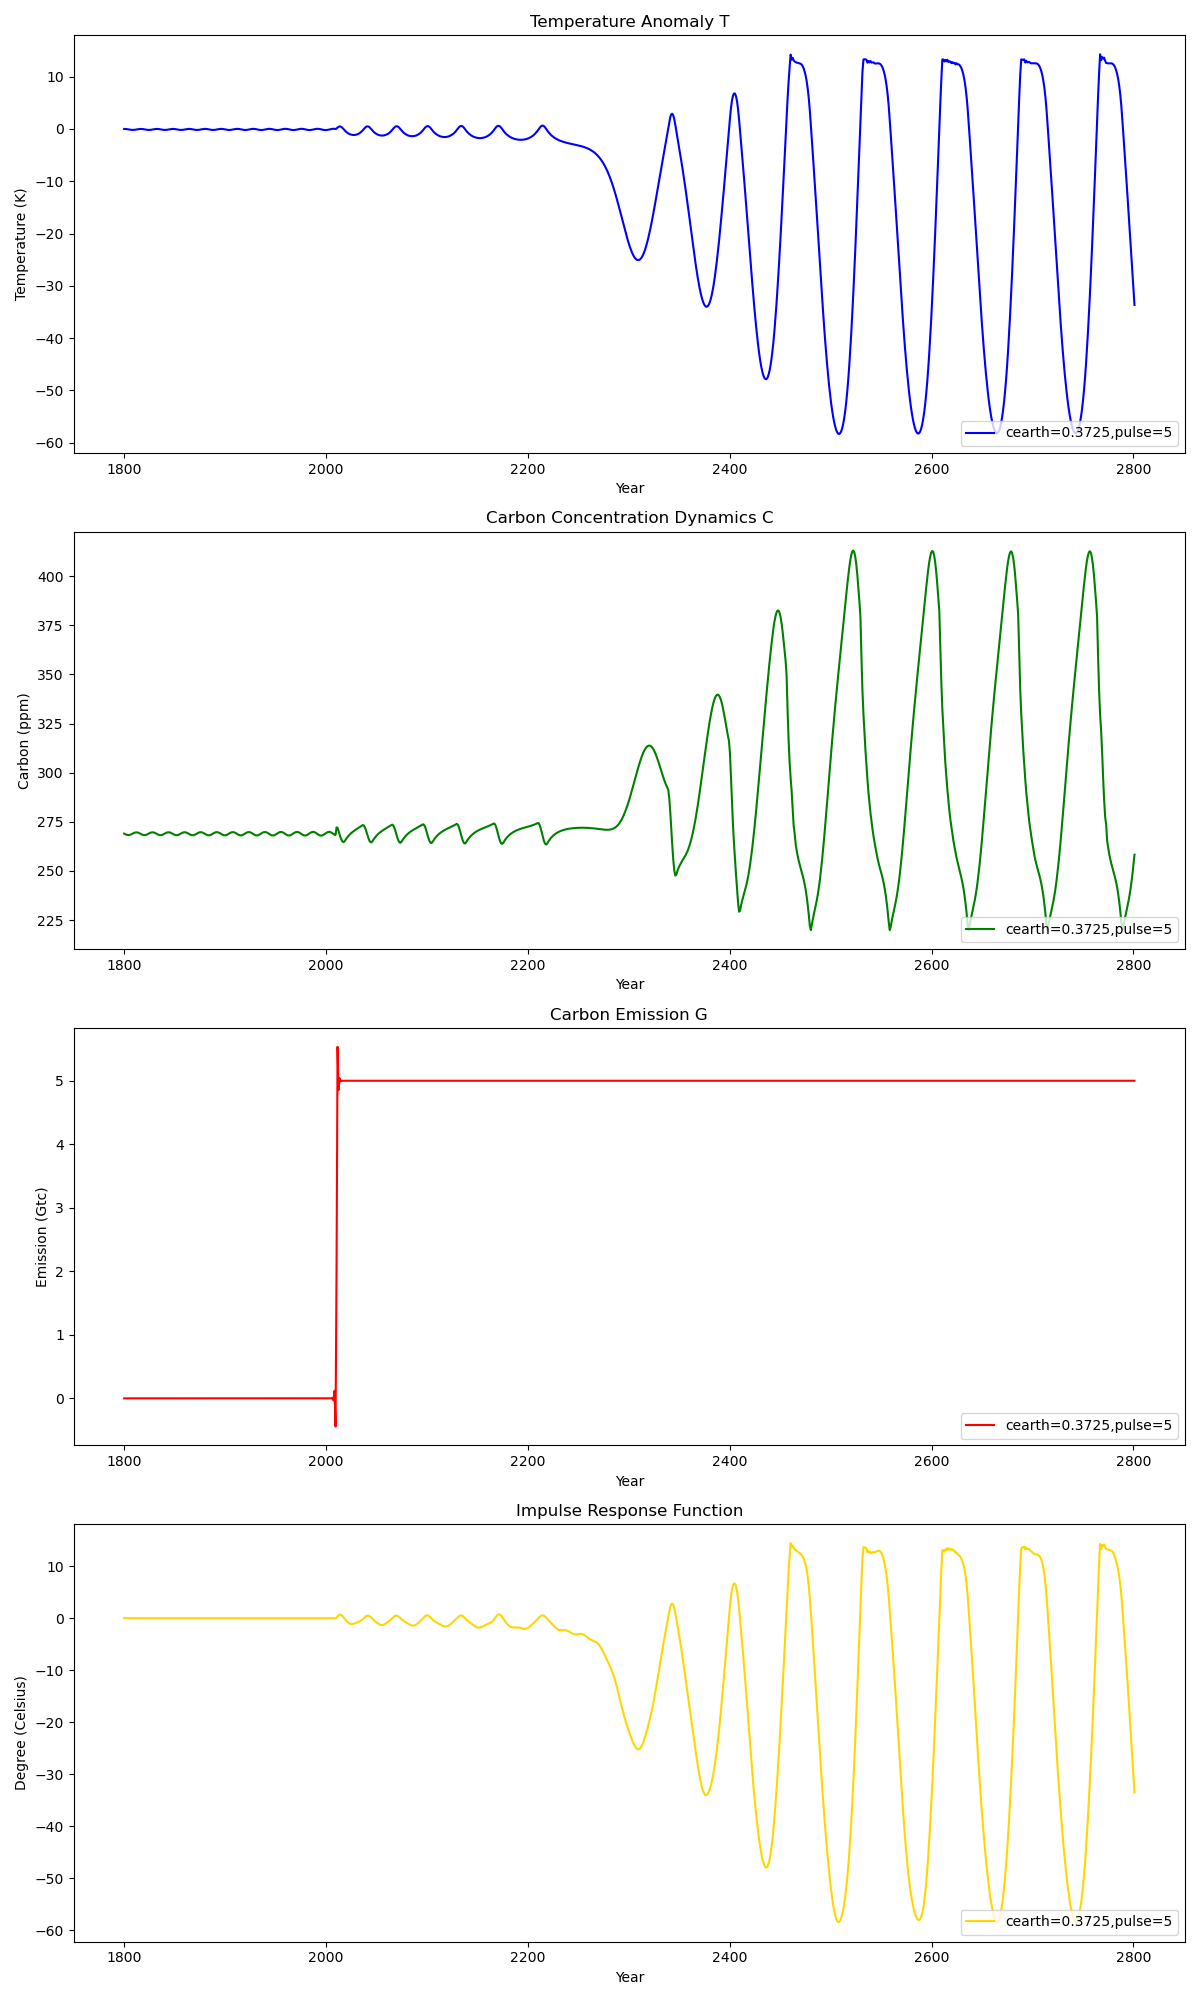 Temperature Anomaly T
Temperature (K)
10
0
−10
−20
−30
−40
−50
−60
cearth=0.3725,pulse=5
1800 2000 2200 2400 2600 2800
Year
Carbon Concentration Dynamics C
Carbon (ppm)
400
375
350
325
300
275
250
225
cearth=0.3725,pulse=5
1800 2000 2200 2400 2600 2800
Year
Carbon Emission G
Emission (Gtc)
5
4
3
2
1
0
cearth=0.3725,pulse=5
1800 2000 2200 2400 2600 2800
Year
Impulse Response Function
Degree (Celsius)
10
0
−10
−20
−30
−40
−50
−60
cearth=0.3725,pulse=5
1800 2000 2200 2400 2600 2800
Year